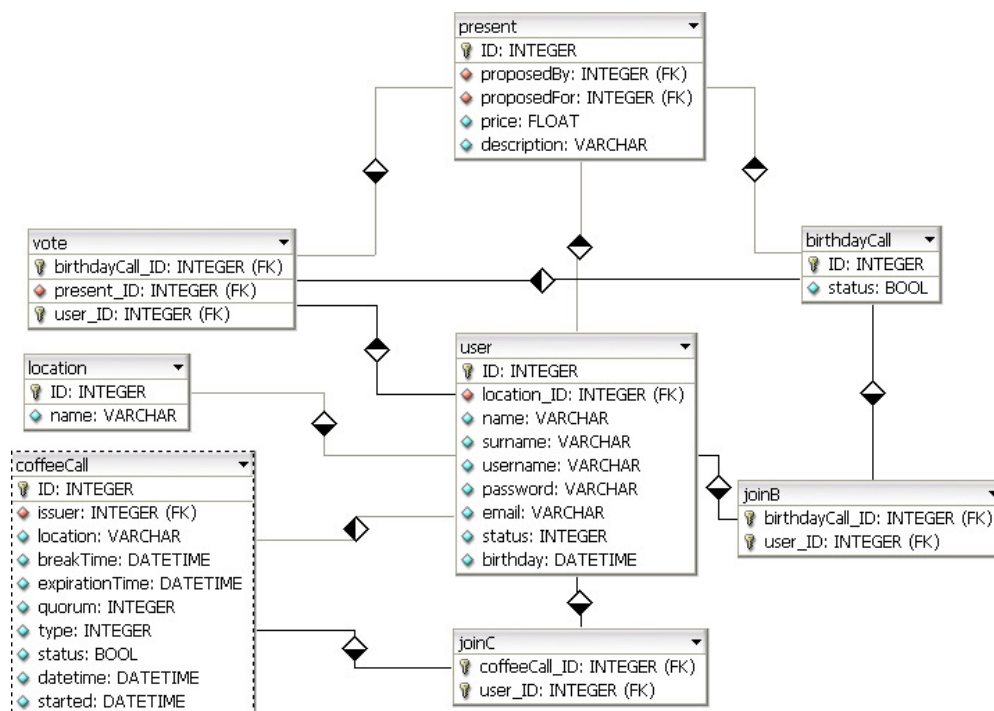 present
ID: INTEGER
proposedBy: INTEGER (FK)
proposedFor: INTEGER (FK)
price: FLOAT
description: VARCHAR
vote
birthdayCall_ID: INTEGER (FK)
present_ID: INTEGER (FK)
user_ID: INTEGER (FK)
birthdayCall
ID: INTEGER
status: BOOL
location
ID: INTEGER
name: VARCHAR
user
ID: INTEGER
location_ID: INTEGER (FK)
name: VARCHAR
surname: VARCHAR
username: VARCHAR
password: VARCHAR
email: VARCHAR
status: INTEGER
birthday: DATETIME
coffeeCall
ID: INTEGER
issuer: INTEGER (FK)
location: VARCHAR
breakTime: DATETIME
expirationTime: DATETIME
quorum: INTEGER
type: INTEGER
status: BOOL
datetime: DATETIME
started: DATETIME
joinB
birthdayCall_ID: INTEGER (FK)
user_ID: INTEGER (FK)
joinC
coffeeCall_ID: INTEGER (FK)
user_ID: INTEGER (FK)